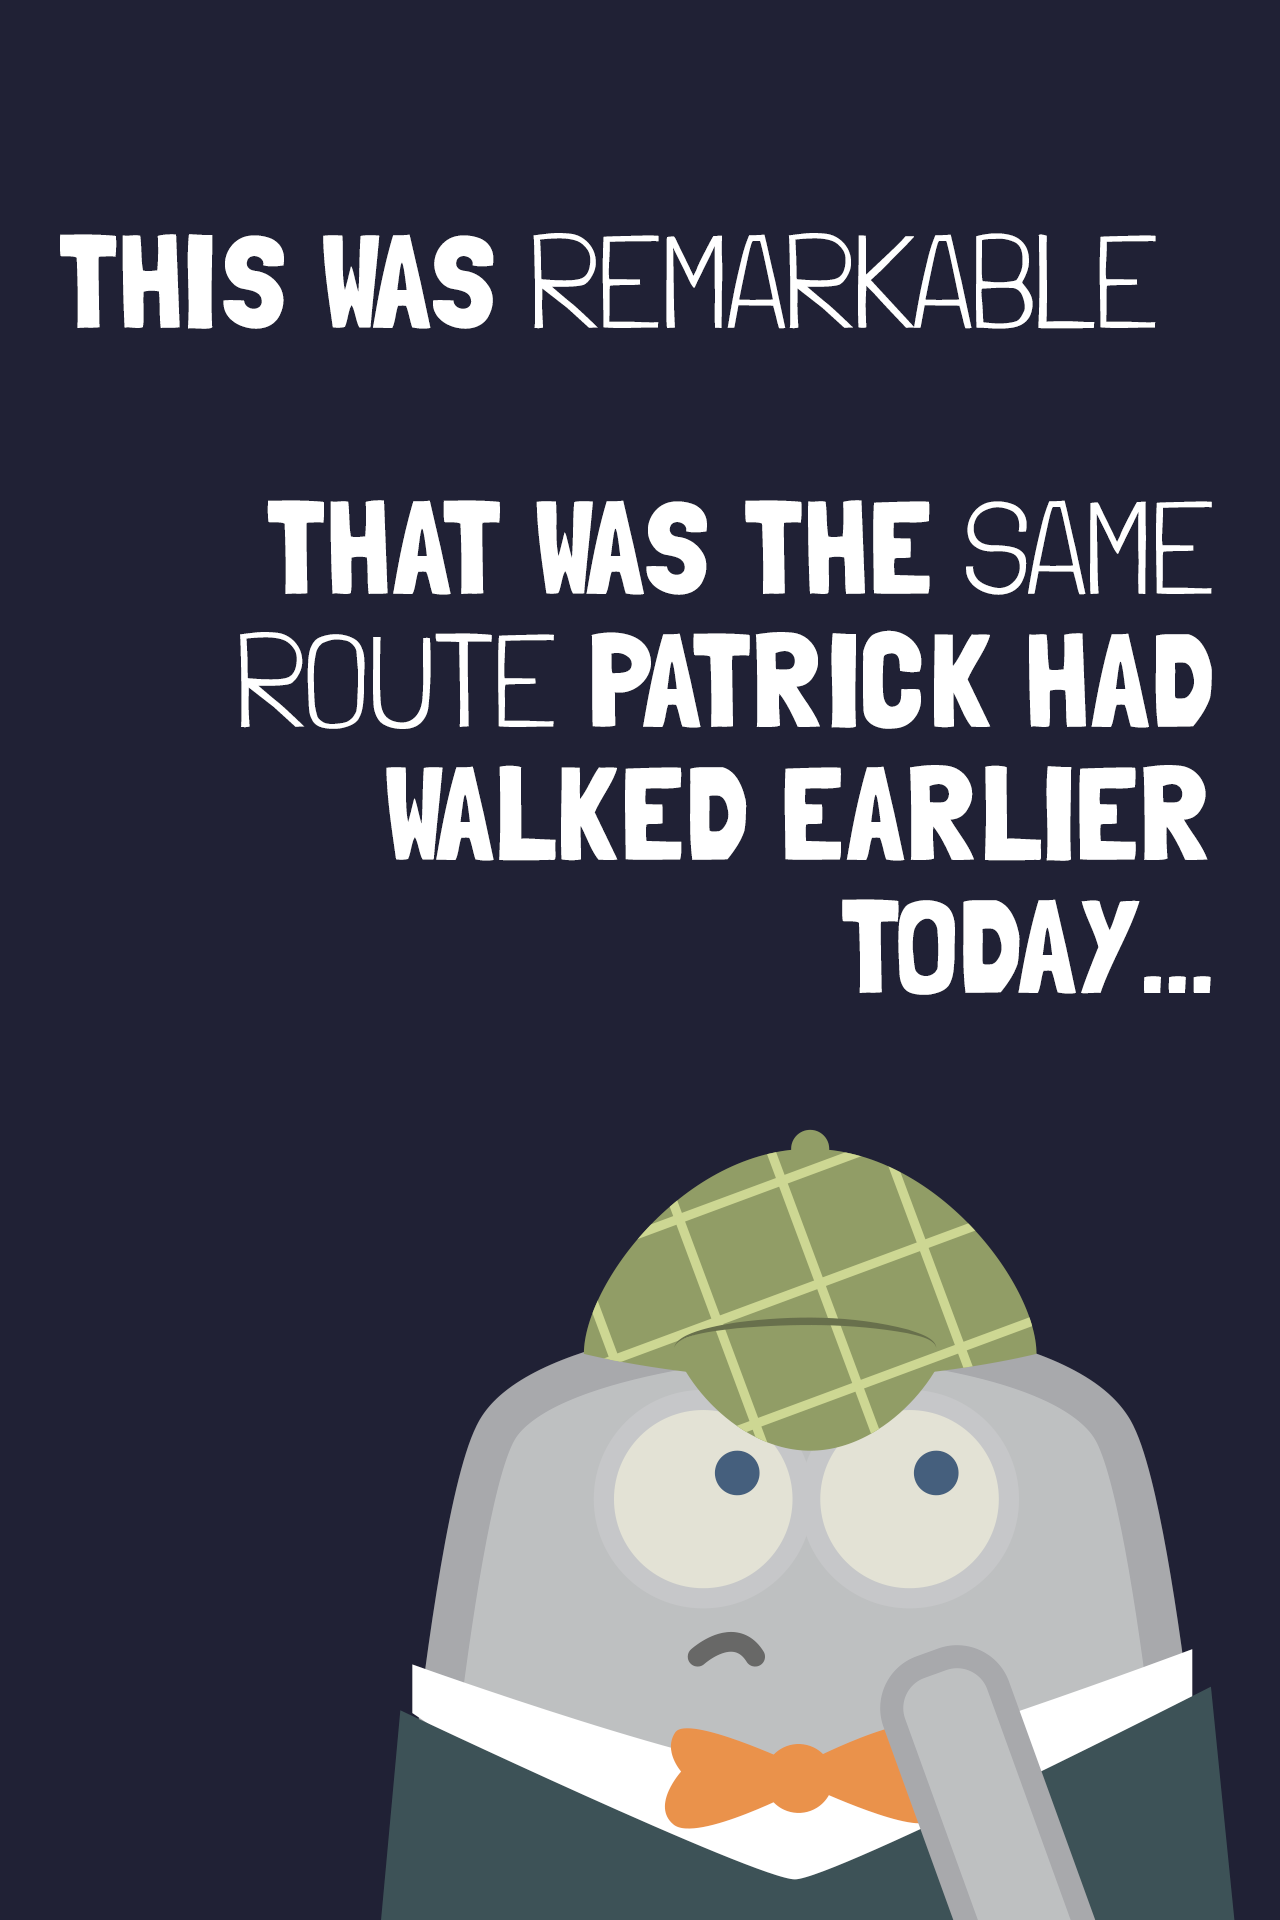 THIS WAS REMARKABLE
THAT WAS THE SAME
ROUTE PATRICK HAD
WALKED EARLIER
TODAY...